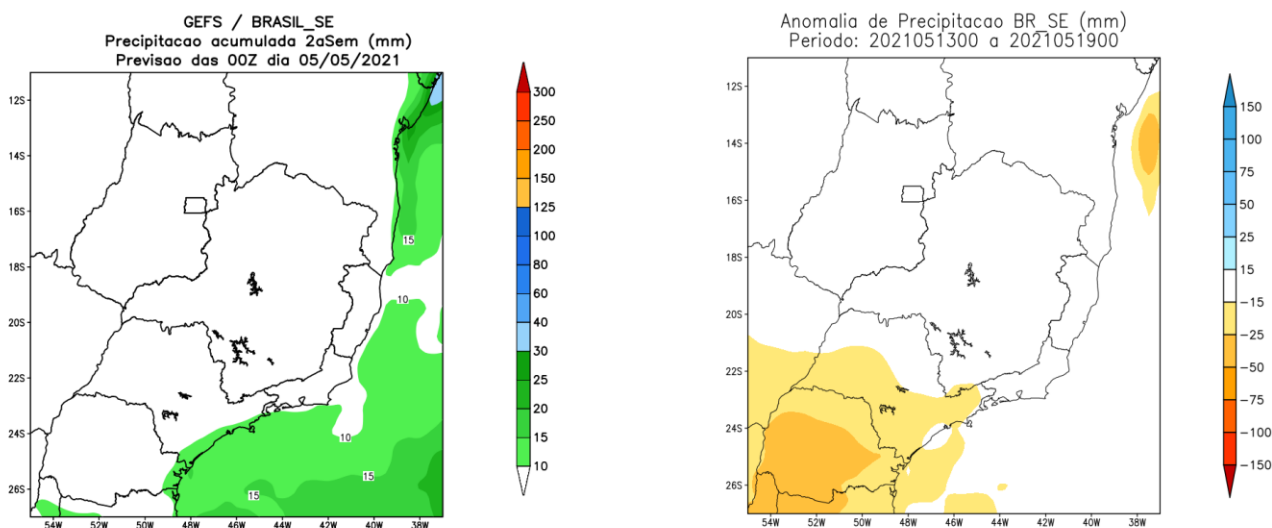 GEFS / BRASIL_SE
Precipitacao acumulada 2aSem (mm)
Previsao das 00Z dia 05/05/2021
12S
14S
16S
18S
20S
22S
24S
26S
54W 52W 50W 48W 46W 44W 42W 40W 38W
15
10
10
15
15
300
250
200
150
125
100
80
60
40
30
25
20
15
10
Anomalia de Precipitacao BR_SE (mm)
Periodo: 2021051300 a 2021051900
12S
14S
16S
18S
20S
22S
24S
26S
54W 52W 50W 48W 46W 44W 42W 40W 38W
150
100
75
50
25
15
-15
-25
-50
-75
-100
-150